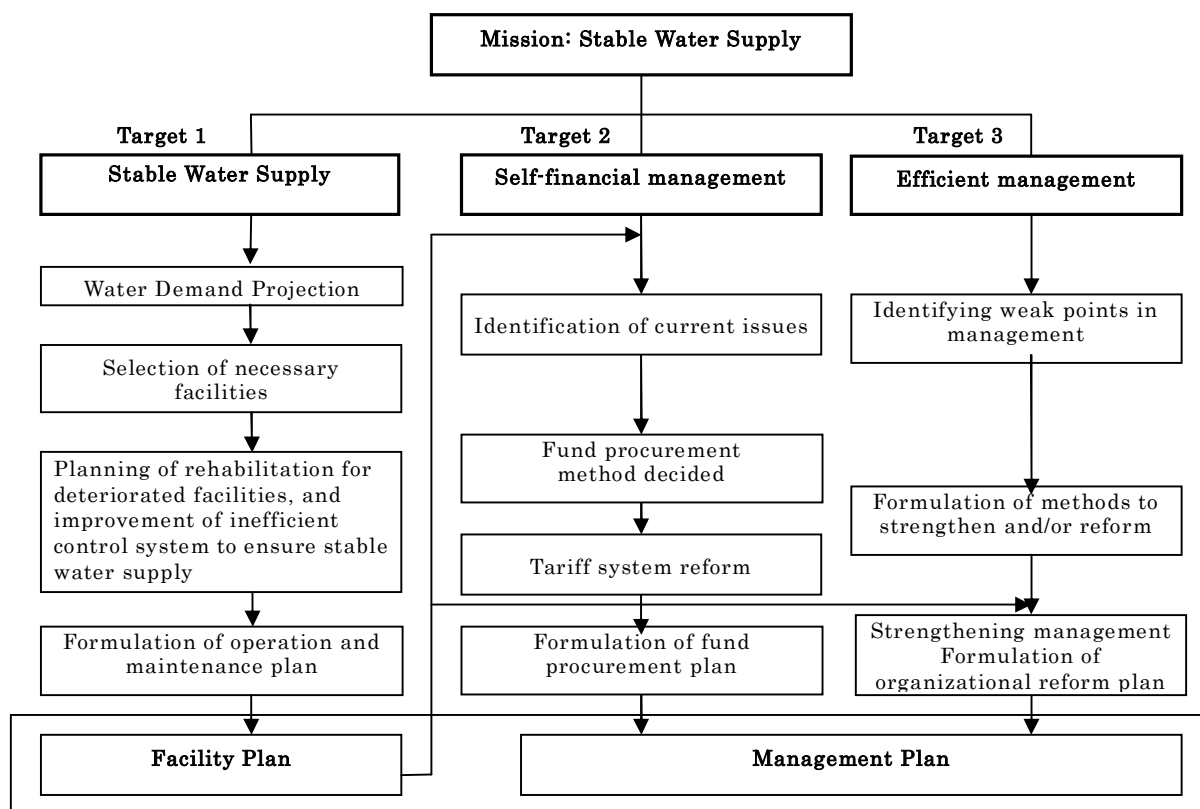 Mission: Stable Water Supply
Target 1
Target 2
Target 3
Stable Water Supply
Self-financial management
Efficient management
Water Demand Projection
Selection of necessary
facilities
Planning of rehabilitation for
deteriorated facilities, and
improvement of inefficient
control system to ensure stable
water supply
Formulation of operation and
maintenance plan
Facility Plan
Identification of current issues
Fund procurement
method decided
Tariff system reform
Formulation of fund
procurement plan
Identifying weak points in
management
Formulation of methods to
strengthen and/or reform
Strengthening management
Formulation of
organizational reform plan
Management Plan